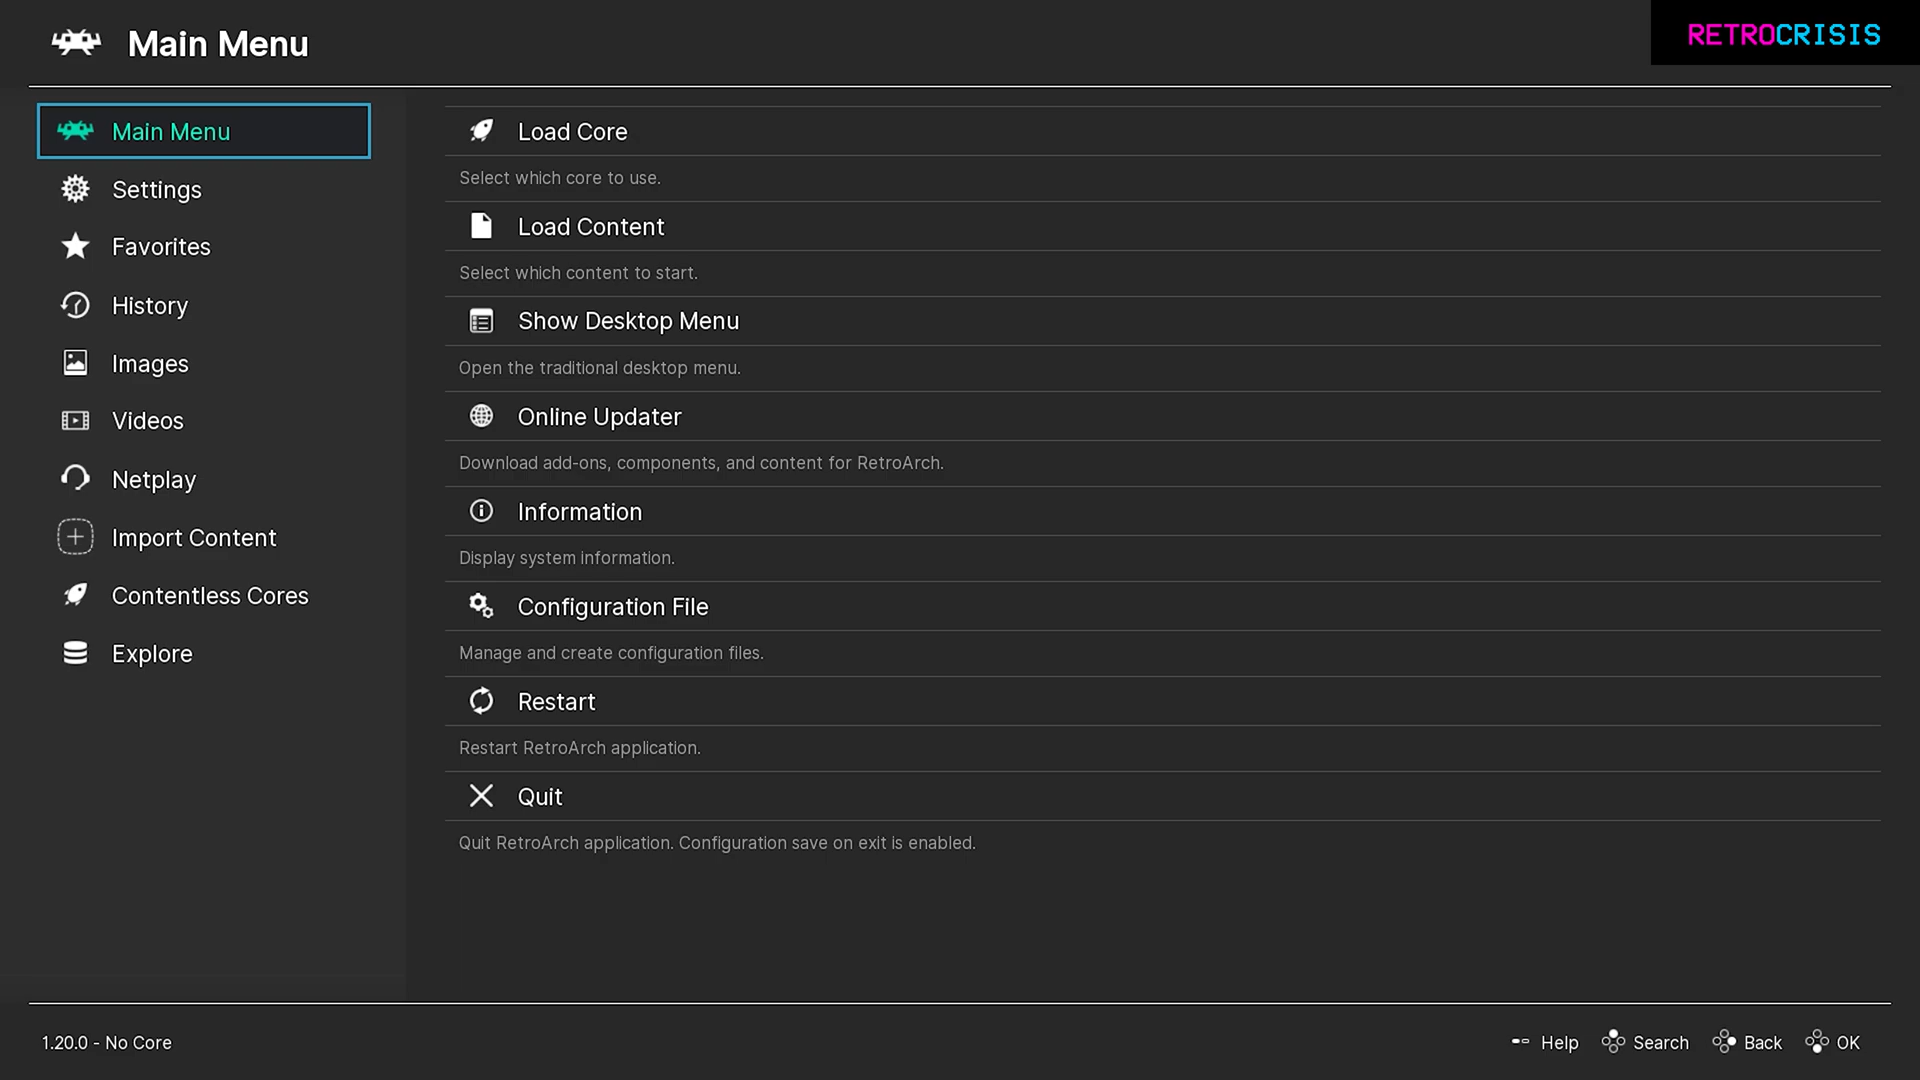 Main Menu
RETROCRISIS
Main Menu
Settings
Favorites
History
Images
Videos
Netplay
Import Content
Contentless Cores
Explore
Load Core
Select which core to use.
Load Content
Select which content to start.
Show Desktop Menu
Open the traditional desktop menu.
Online Updater
Download add-ons, components, and content for RetroArch.
Information
Display system information.
Configuration File
Manage and create configuration files.
Restart
Restart RetroArch application.
Quit
Quit RetroArch application. Configuration save on exit is enabled.
1.20.0 - No Core
Help Search Back OK